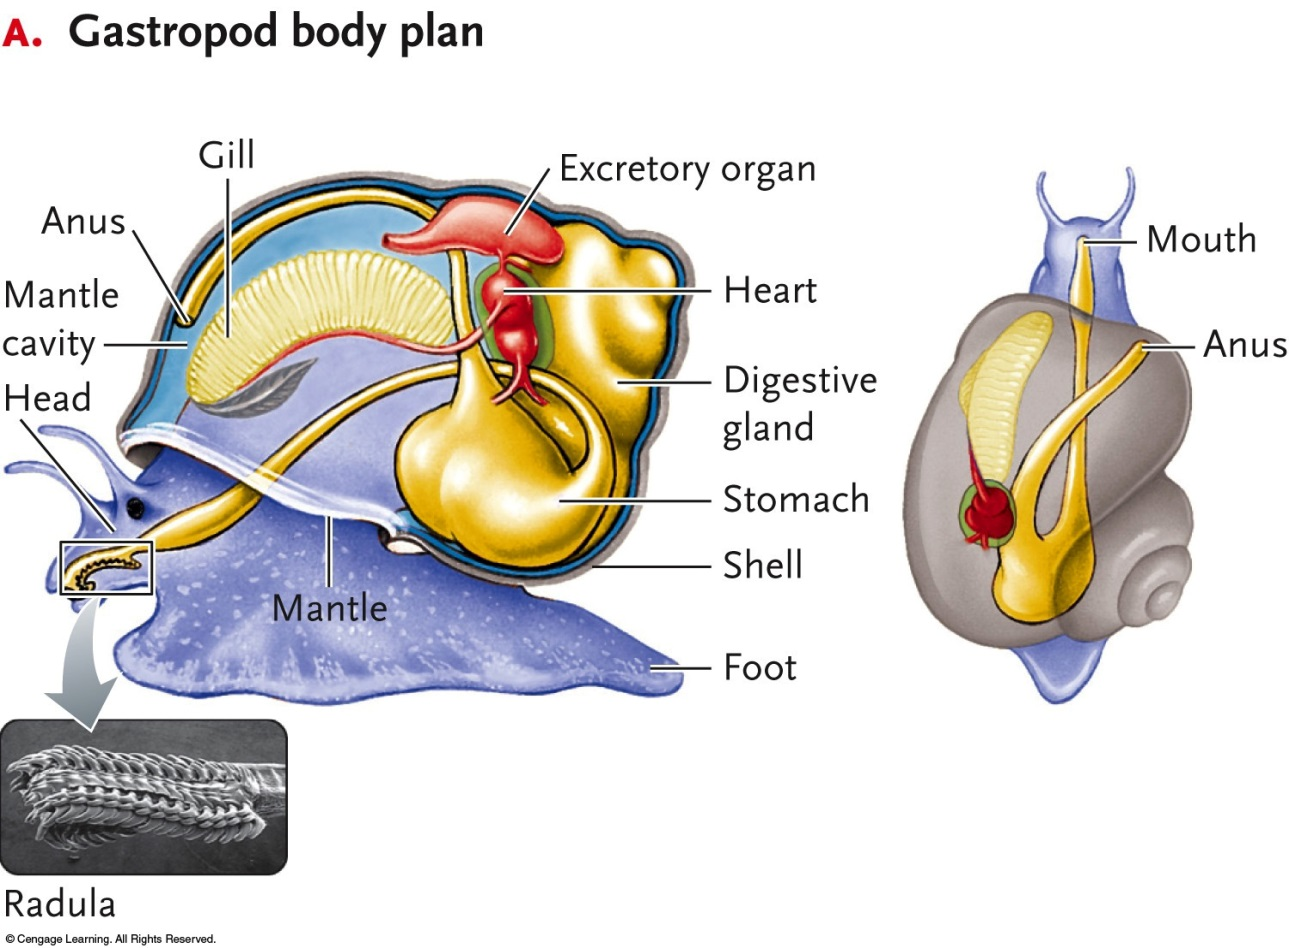 A. Gastropod body plan
Gill
Excretory organ
Anus
Mantle
cavity
Head
Heart
Digestive
gland
Stomach
Shell
Mantle
Foot
Mouth
Anus
Radula
© Cengage Learning. All Rights Reserved.